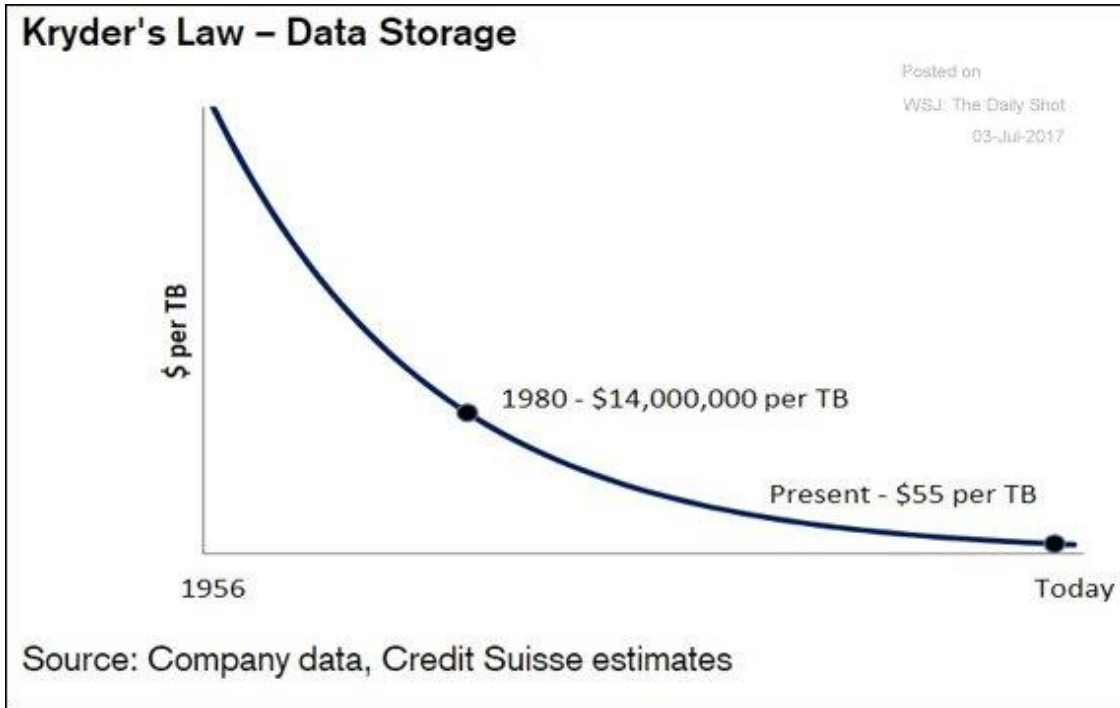 Kryder's Law – Data Storage
Posted on
WSJ: The Daily Shot
03-Jul-2017
$ per TB
1980 - $14,000,000 per TB
Present - $55 per TB
1956
Today
Source: Company data, Credit Suisse estimates